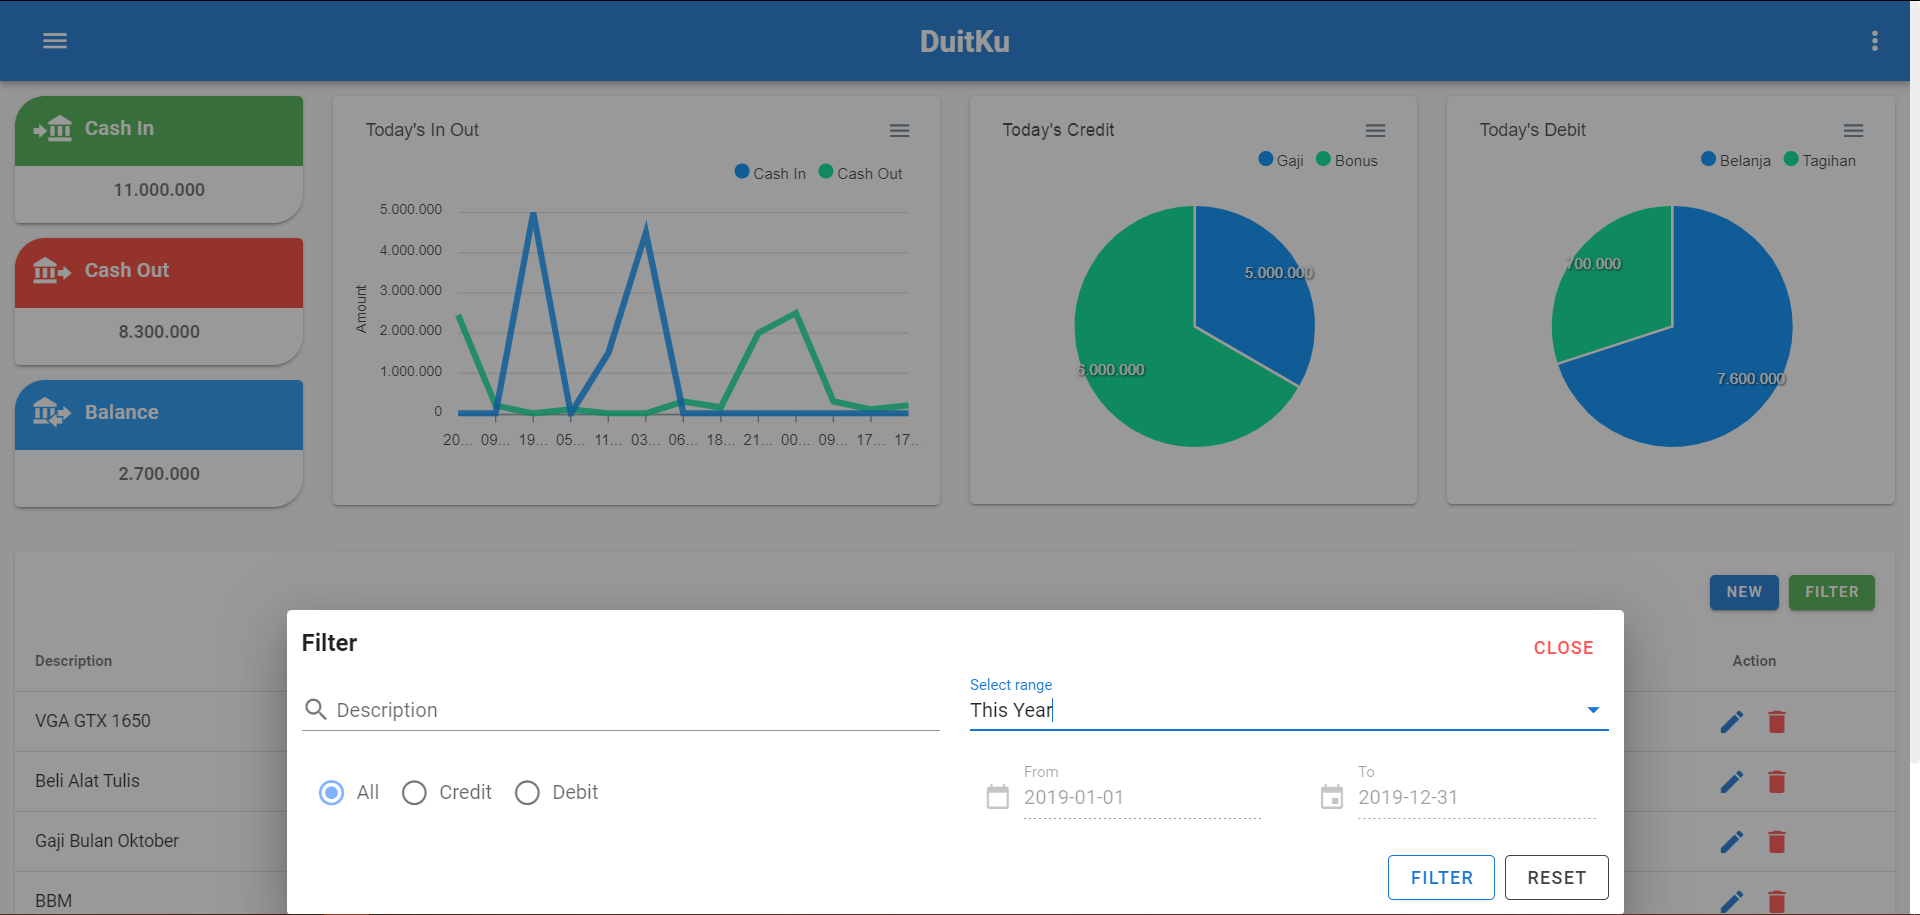 DuitKu
Cash In
11.000.000
Cash Out
8.300.000
Balance
2.700.000
Today's In Out
Cash In Cash Out
Amount
5.000.000
4.000.000
3.000.000
2.000.000
1.000.000
0
20... 09... 19... 05... 11... 03... 06... 18... 21... 00... 09... 17... 17...
Today's Credit
Gaji Bonus
5.000.000
6.000.000
Today's Debit
Belanja Tagihan
700.000
7.600.000
NEW FILTER
Description Action
VGA GTX 1650
Beli Alat Tulis
Gaji Bulan Oktober
BBM
Filter
CLOSE
Description
Select range
This Year
All Credit Debit
From
2019-01-01
To
2019-12-31
FILTER RESET